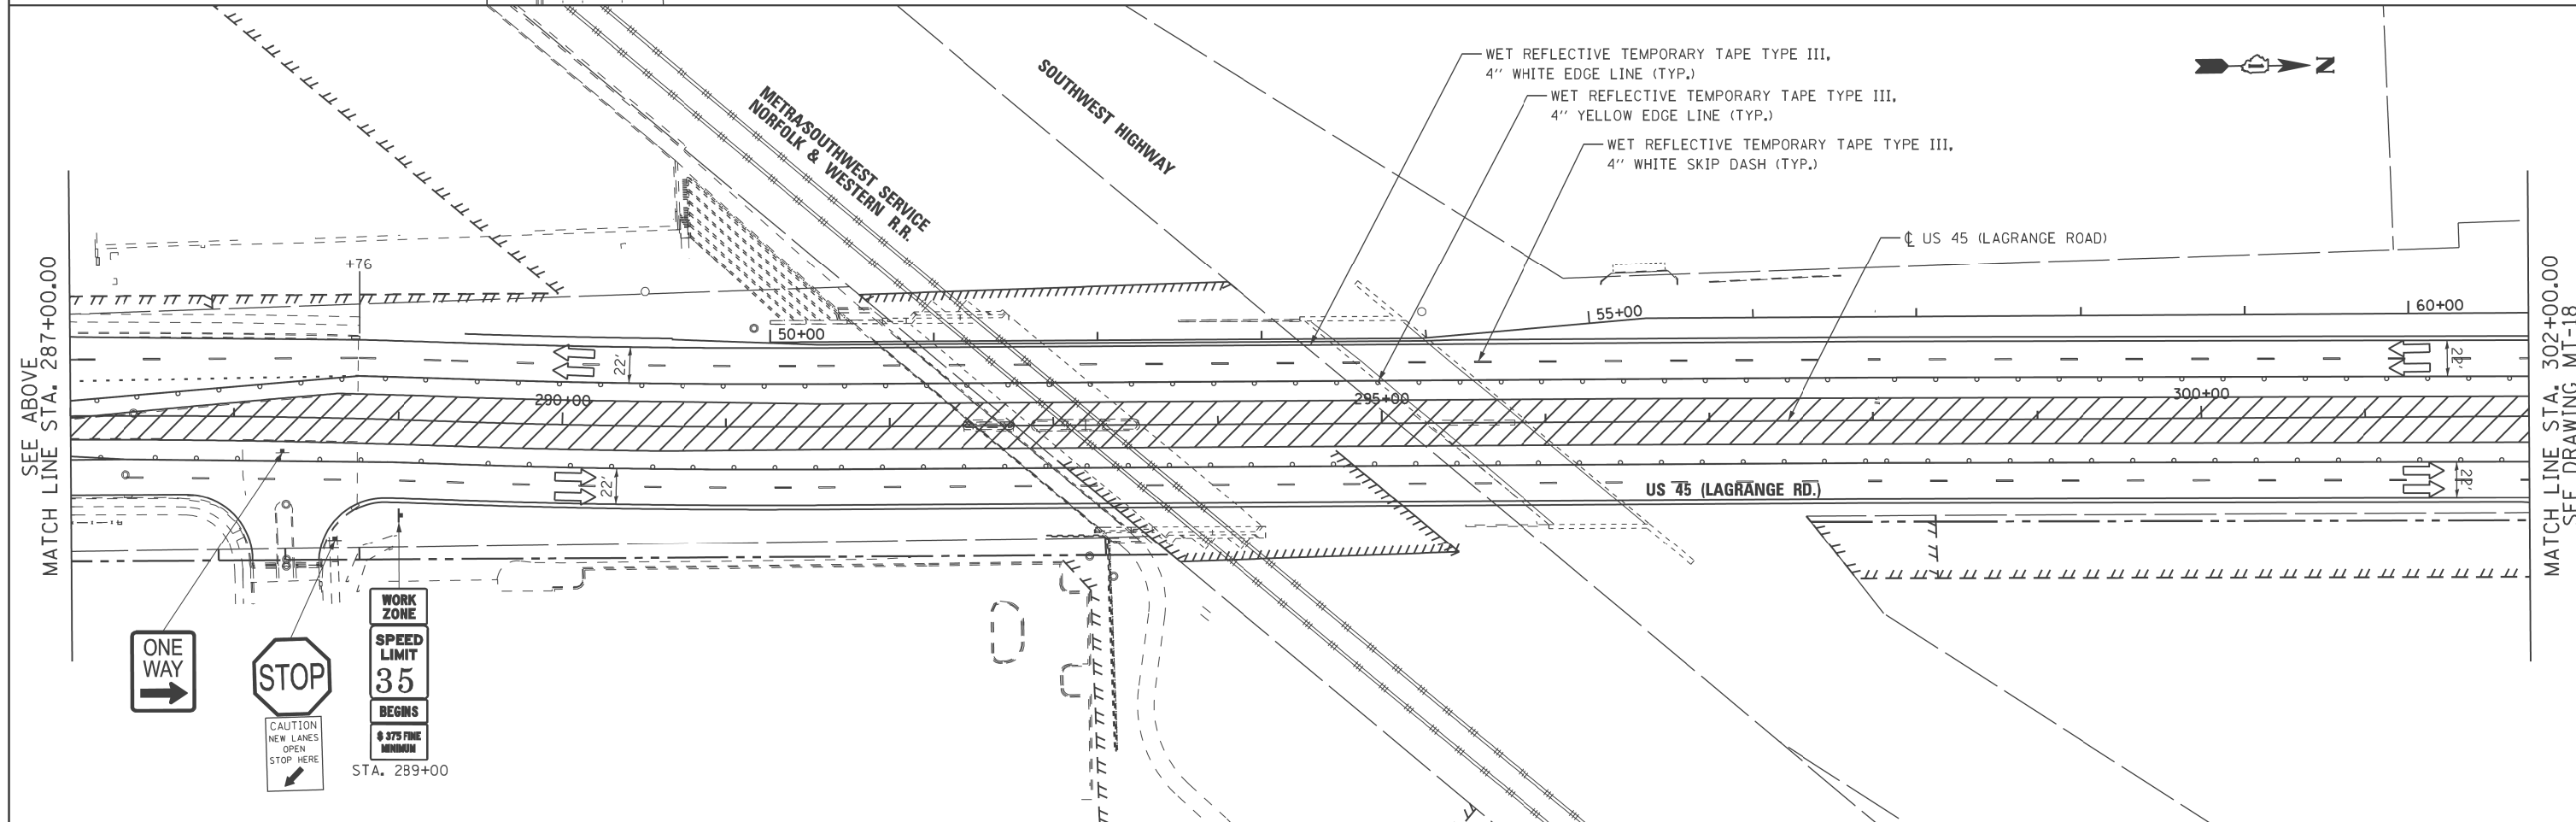 WET REFLECTIVE TEMPORARY TAPE TYPE III,
4" WHITE EDGE LINE (TYP.)
WET REFLECTIVE TEMPORARY TAPE TYPE III,
4" YELLOW EDGE LINE (TYP.)
WET REFLECTIVE TEMPORARY TAPE TYPE III,
4" WHITE SKIP DASH (TYP.)
N
SOUTHWEST HIGHWAY
METRA/SOUTHWEST SERVICE
NORFOLK & WESTERN R.R.
℄ US 45 (LAGRANGE ROAD)
SEE ABOVE
MATCH LINE STA. 287+00.00
+76
50+00
55+00
60+00
22'
22'
290+00
295+00
300+00
22'
22'
US 45 (LAGRANGE RD.)
MATCH LINE STA. 302+00.00
SEE DRAWING MT-18
ONE
WAY
STOP
CAUTION
NEW LANES
OPEN
STOP HERE
WORK
ZONE
SPEED
LIMIT
35
BEGINS
$375 FINE
MINIMUM
STA. 289+00